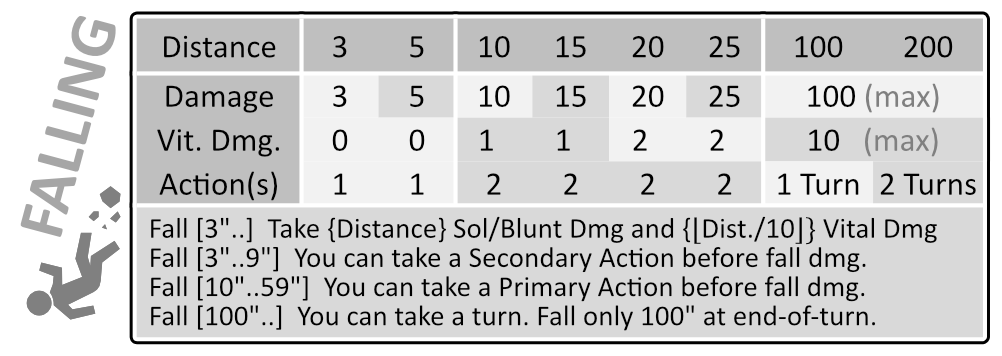 FALLING
Distance 3 5 10 15 20 25 100 200
Damage 3 5 10 15 20 25 100 (max)
Vit. Dmg. 0 0 1 1 2 2 10 (max)
Action(s) 1 1 2 2 2 2 1 Turn 2 Turns
Fall [3"..] Take {Distance} Sol/Blunt Dmg and {⌊Dist./10⌋} Vital Dmg
Fall [3"..9"] You can take a Secondary Action before fall dmg.
Fall [10"..59"] You can take a Primary Action before fall dmg.
Fall [100"..] You can take a turn. Fall only 100" at end-of-turn.